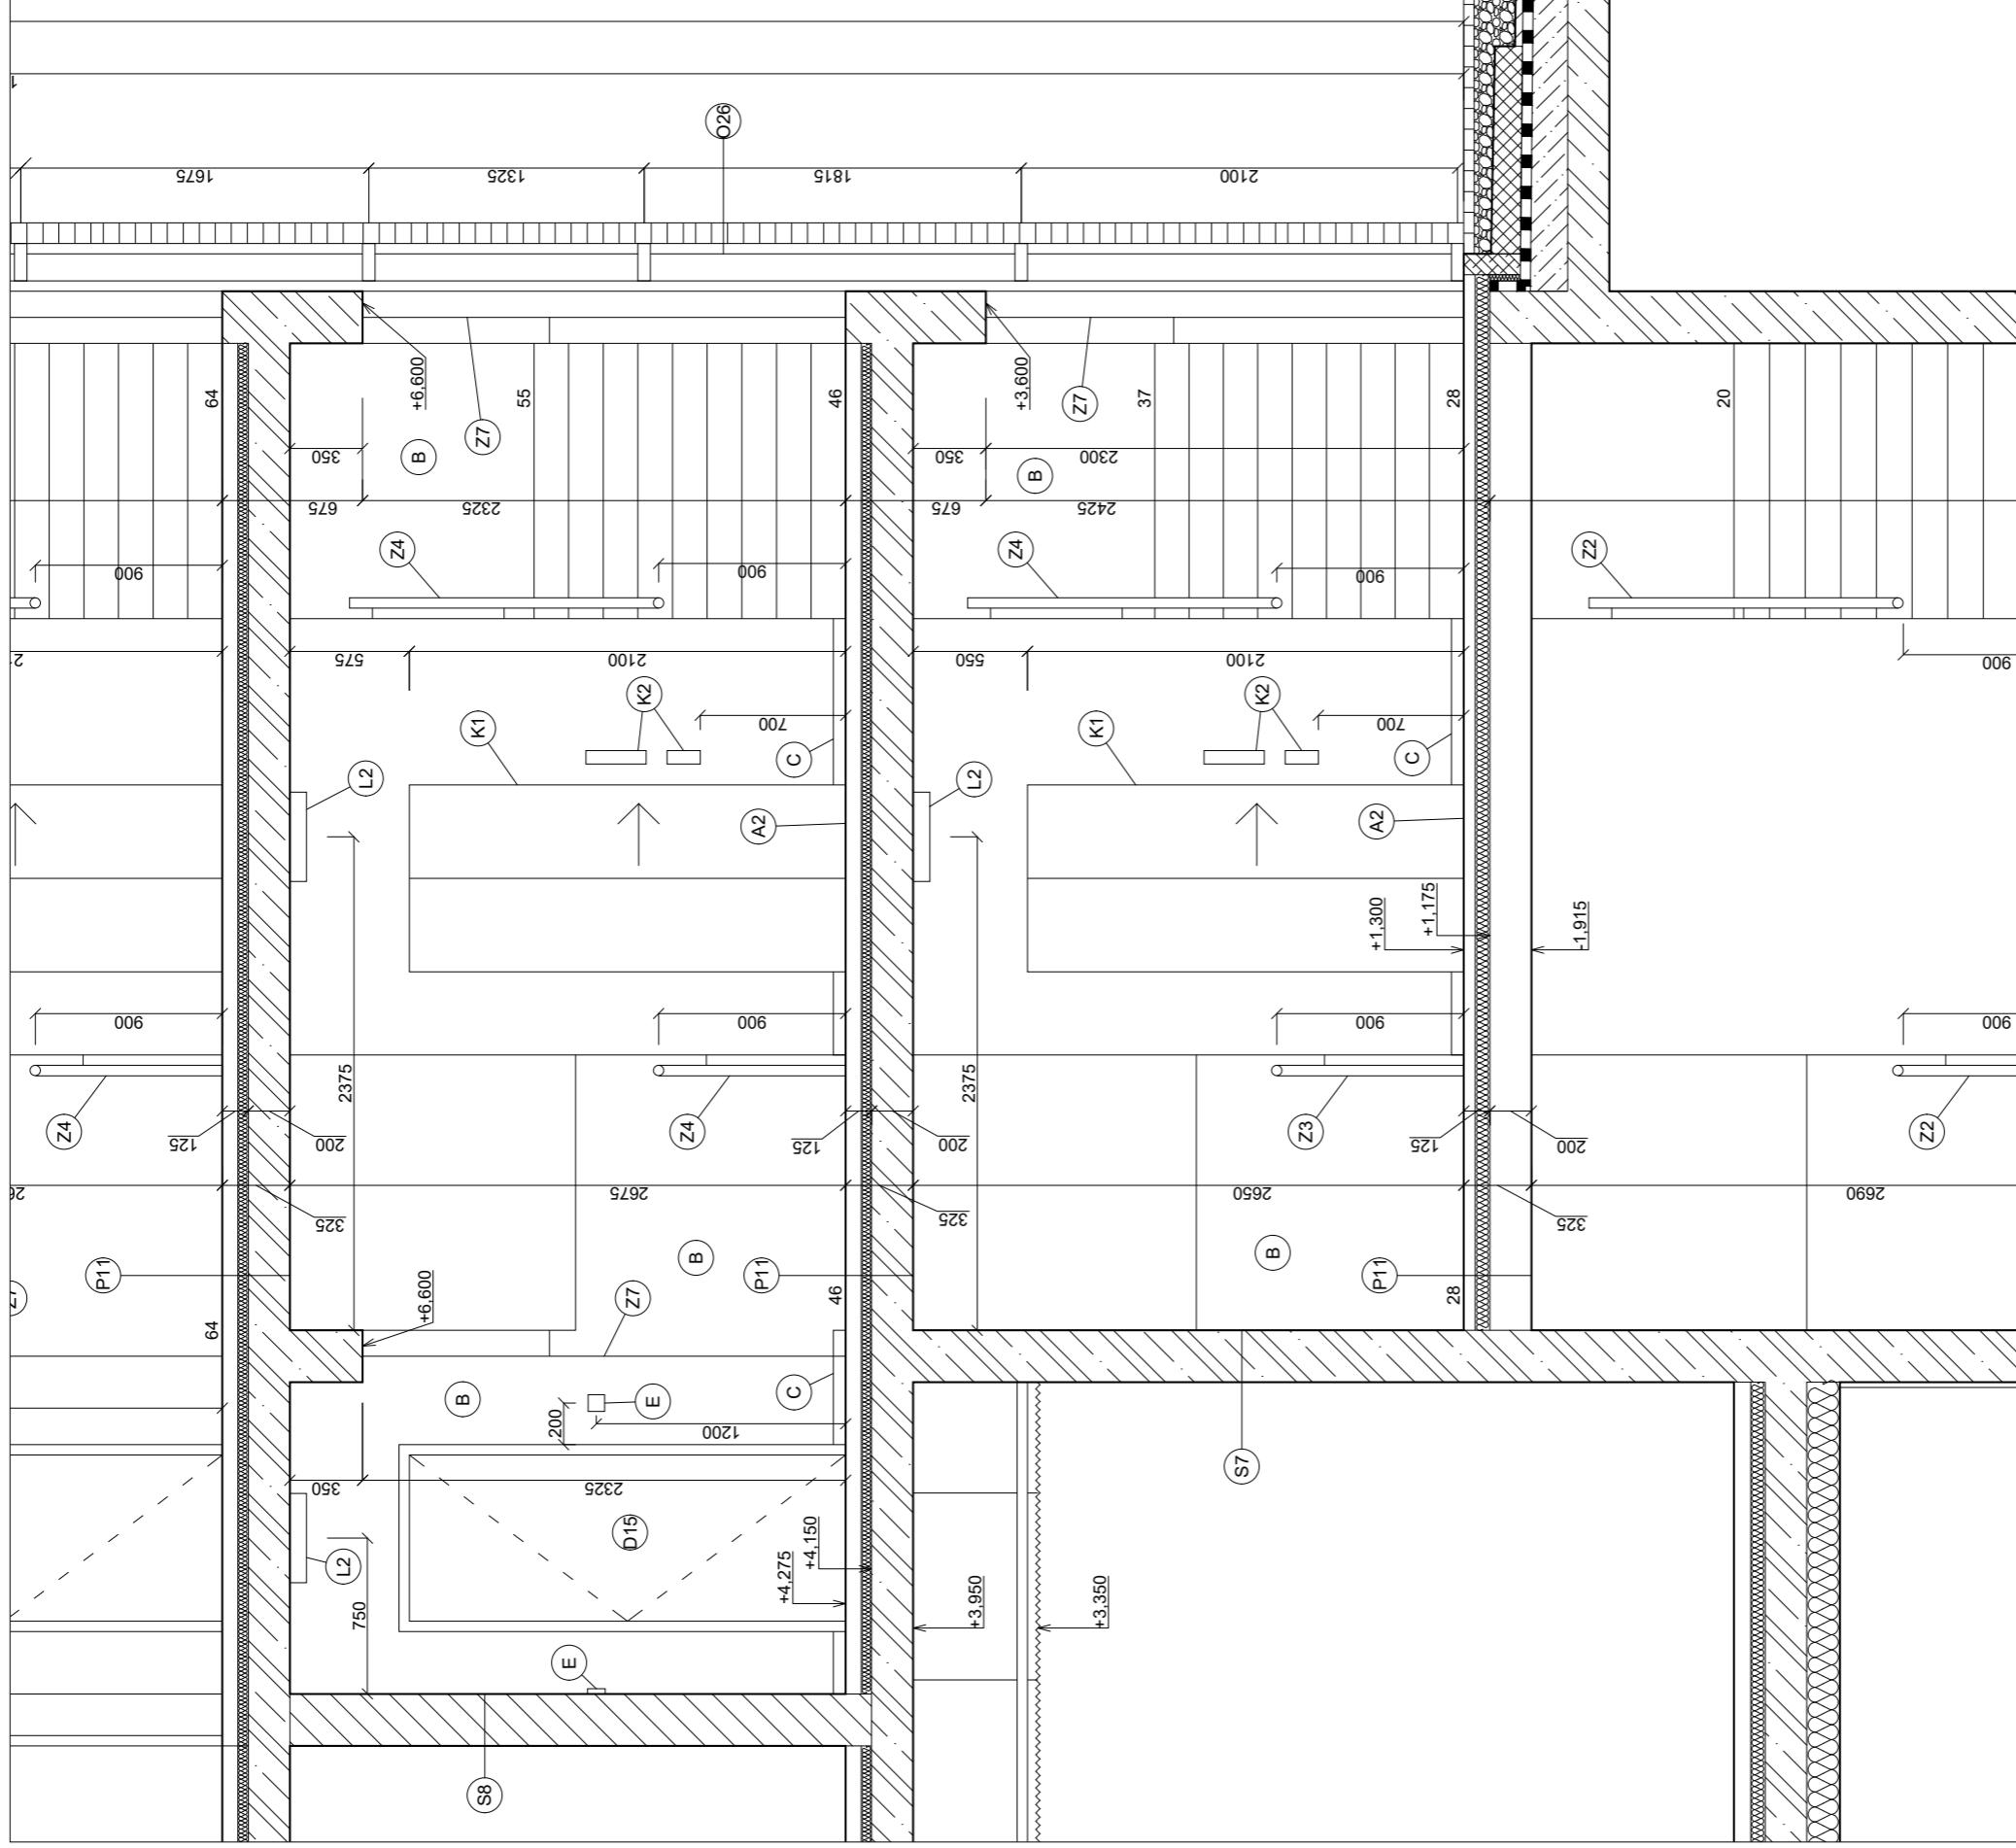 1
1675
1325
1815
2100
O26
64
+6,600
55
Z7
46
+3,600
Z7
37
28
20
350
B
350
2300
B
675
2325
675
2425
900
Z4
900
Z4
900
Z2
575
2100
550
2100
900
K2
700
K2
700
K1
K1
L2
C
L2
C
A2
A2
+1,300
+1,175
-1,915
900
900
900
900
2375
2375
Z4
125
200
Z4
125
200
Z3
125
200
Z2
2675
2650
2690
325
325
325
P11
B
P11
B
P11
Z7
64
+6,600
Z7
46
28
B
E
C
200
1200
350
2325
S7
D15
L2
750
+4,275
+4,150
+3,950
+3,350
E
S8